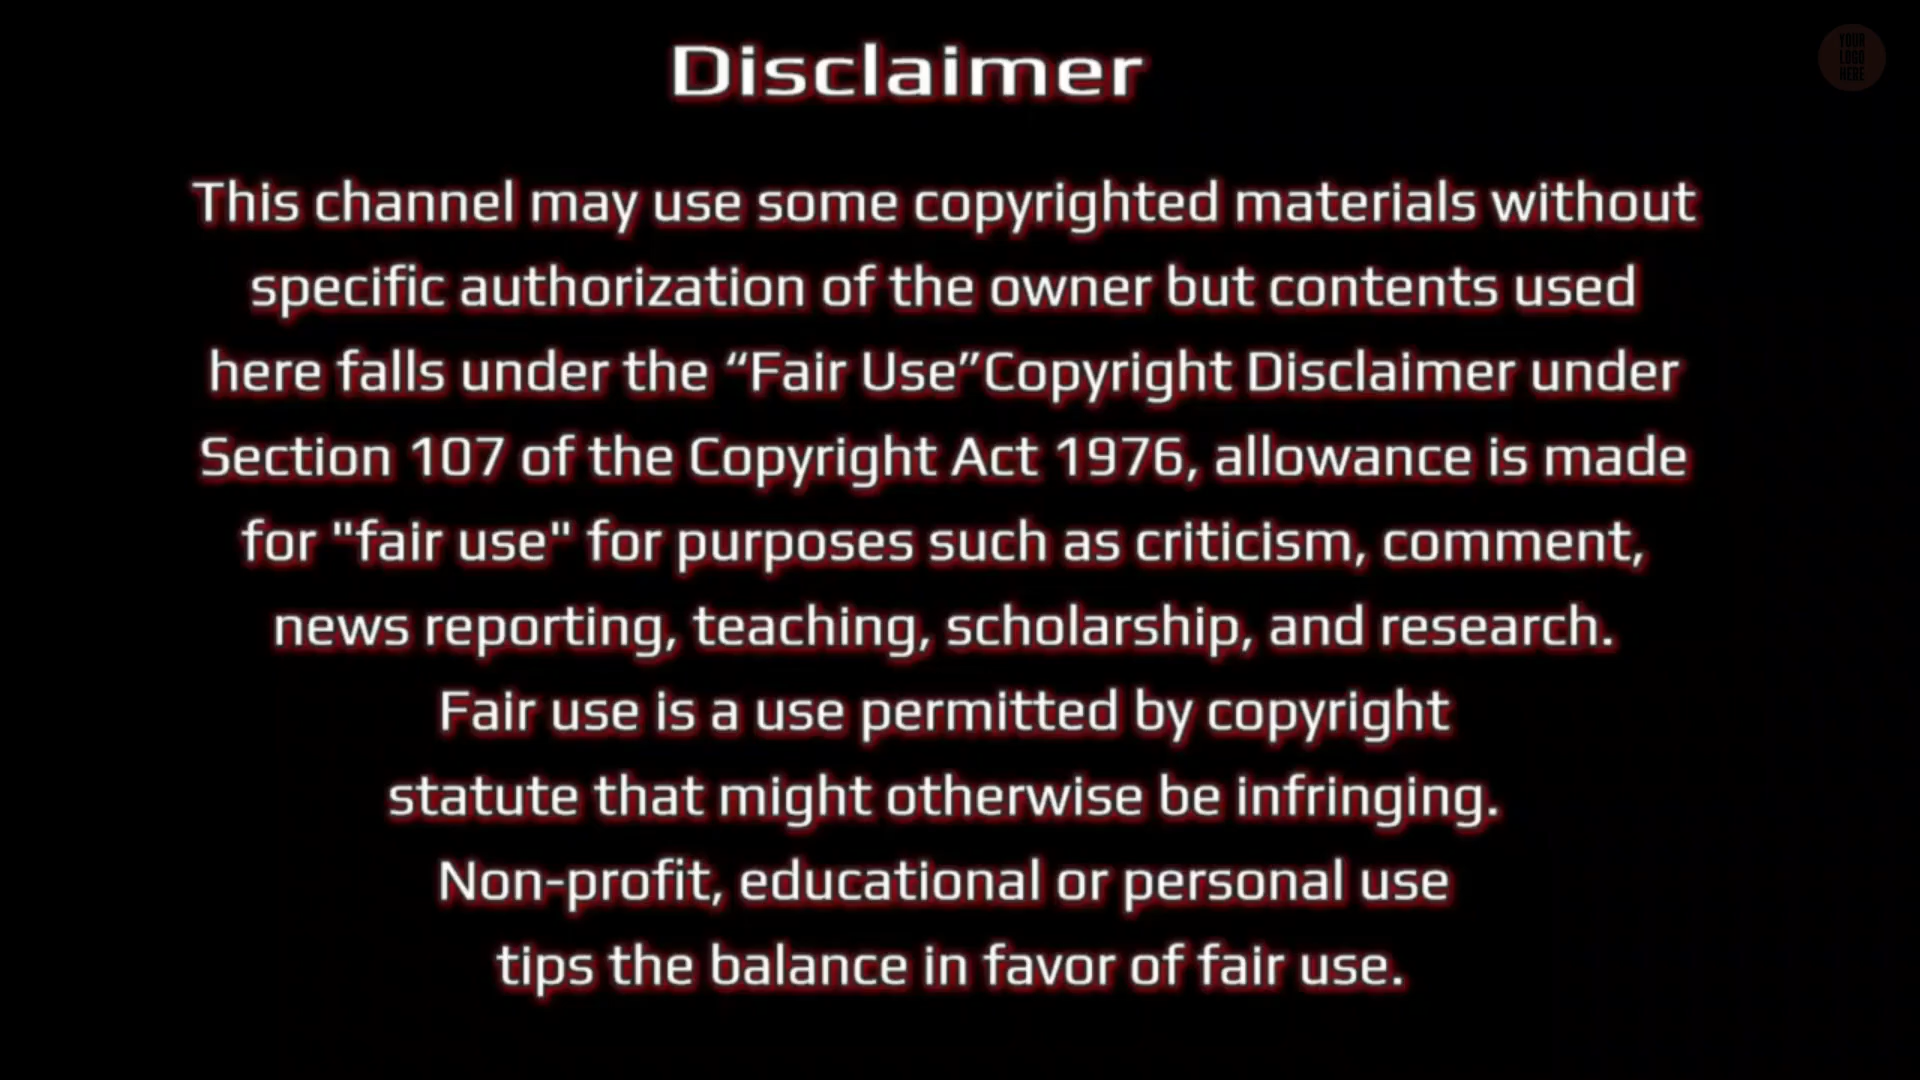 YOUR
LOGO
HERE
Disclaimer
This channel may use some copyrighted materials without
specific authorization of the owner but contents used
here falls under the “Fair Use”Copyright Disclaimer under
Section 107 of the Copyright Act 1976, allowance is made
for "fair use" for purposes such as criticism, comment,
news reporting, teaching, scholarship, and research.
Fair use is a use permitted by copyright
statute that might otherwise be infringing.
Non-profit, educational or personal use
tips the balance in favor of fair use.